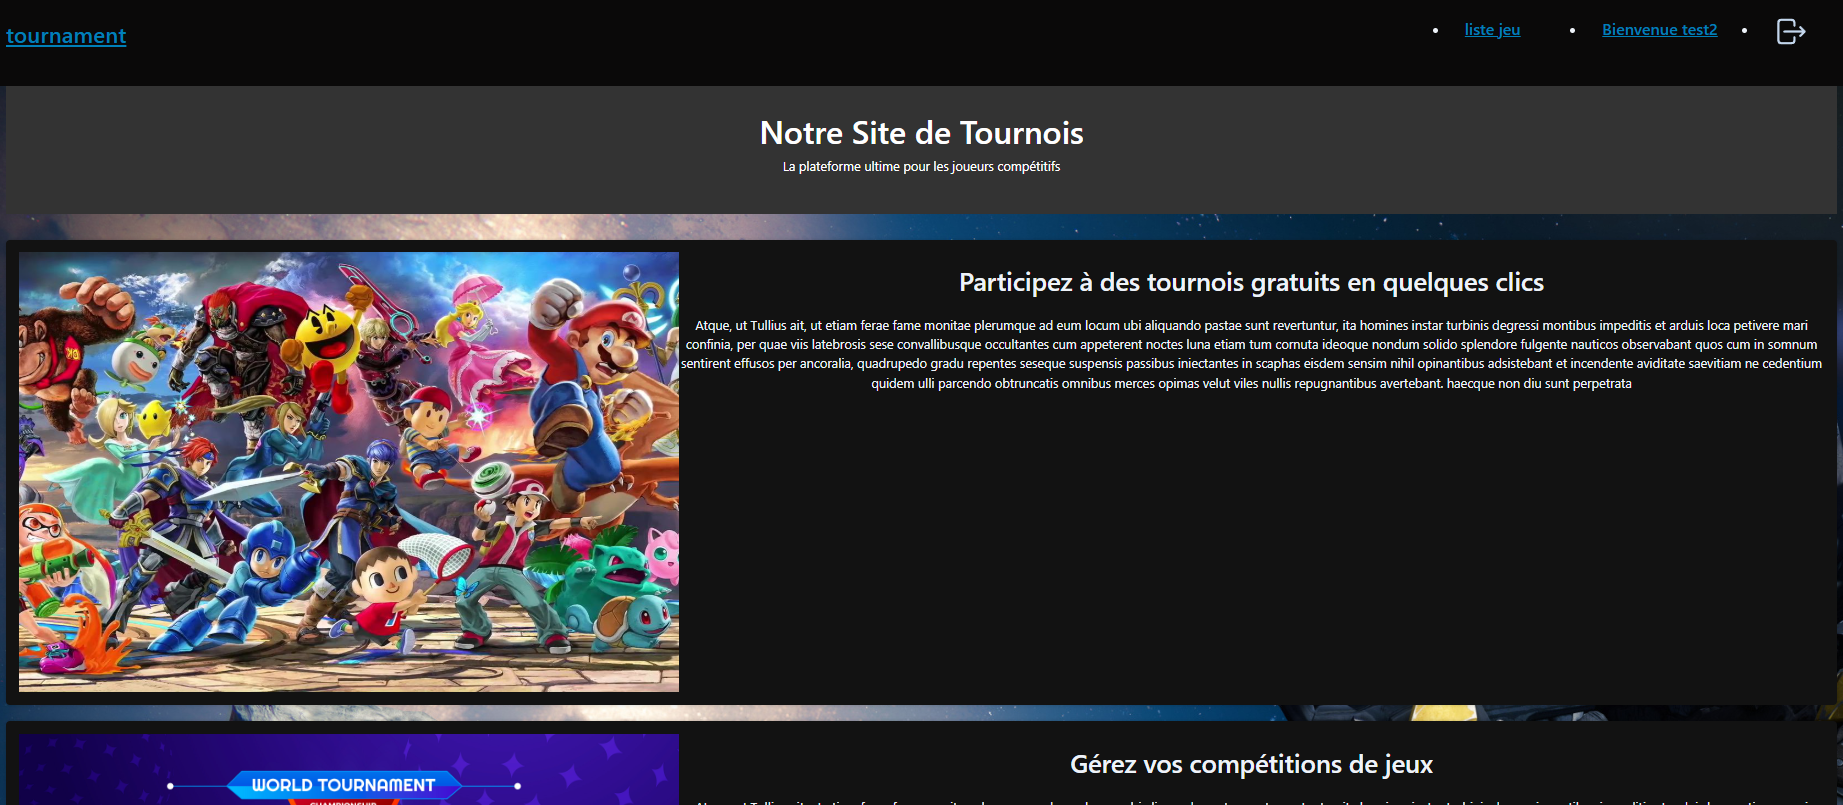 tournament
liste jeu
Bienvenue test2
Notre Site de Tournois
La plateforme ultime pour les joueurs compétitifs
Participez à des tournois gratuits en quelques clics
Atque, ut Tullius ait, ut etiam ferae fame monitae plerumque ad eum locum ubi aliquando pastae sunt revertuntur, ita homines instar turbinis degressi montibus impeditis et arduis loca petivere mari
confinia, per quae viis latebrosis sese convallibusque occultantes cum appeterent noctes luna etiam tum cornuta ideoque nondum solido splendore fulgente nauticos observabant quos cum in somnum
sentirent effusos per ancoralia, quadrupedo gradu repentes seseque suspensis passibus iniectantes in scaphas eisdem sensim nihil opinantibus adsistebant et incendente aviditate saevitiam ne cedentium
quidem ulli parcendo obtruncatis omnibus merces opimas velut viles nullis repugnantibus avertebant. haecque non diu sunt perpetrata
WORLD TOURNAMENT
Gérez vos compétitions de jeux